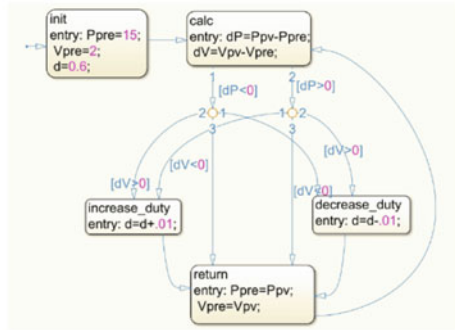 init
entry: Ppre=15;
Vpre=2;
d=0.6;
calc
entry: dP=Ppv-Ppre;
dV=Vpv-Vpre;
1
2
[dP<0]
[dP>0]
2
1
1
2
3
3
[dV>0]
[dV<0]
[dV>0]
increase_duty
entry: d=d+.01;
decrease_duty
entry: d=d-.01;
return
entry: Ppre=Ppv;
Vpre=Vpv;